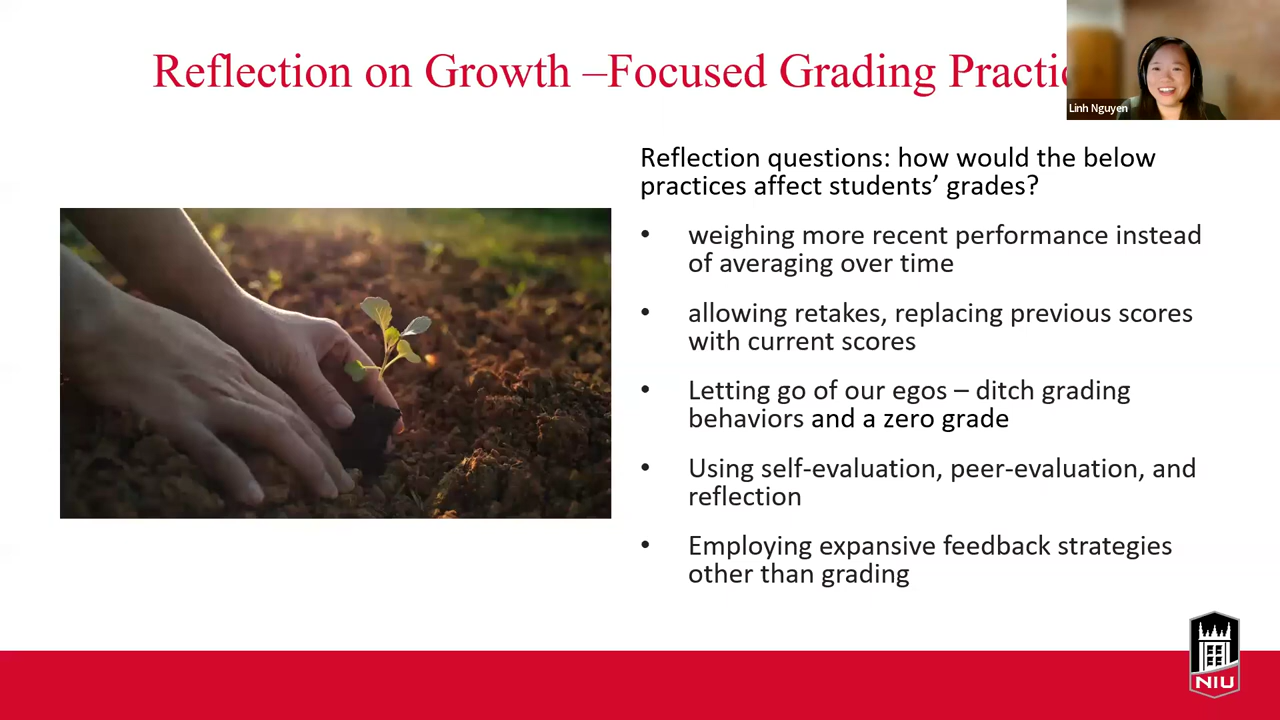 Reflection on Growth –Focused Grading Practic
Linh Nguyen
Reflection questions: how would the below
practices affect students’ grades?
• weighing more recent performance instead
of averaging over time
• allowing retakes, replacing previous scores
with current scores
• Letting go of our egos – ditch grading
behaviors and a zero grade
• Using self-evaluation, peer-evaluation, and
reflection
• Employing expansive feedback strategies
other than grading
NIU